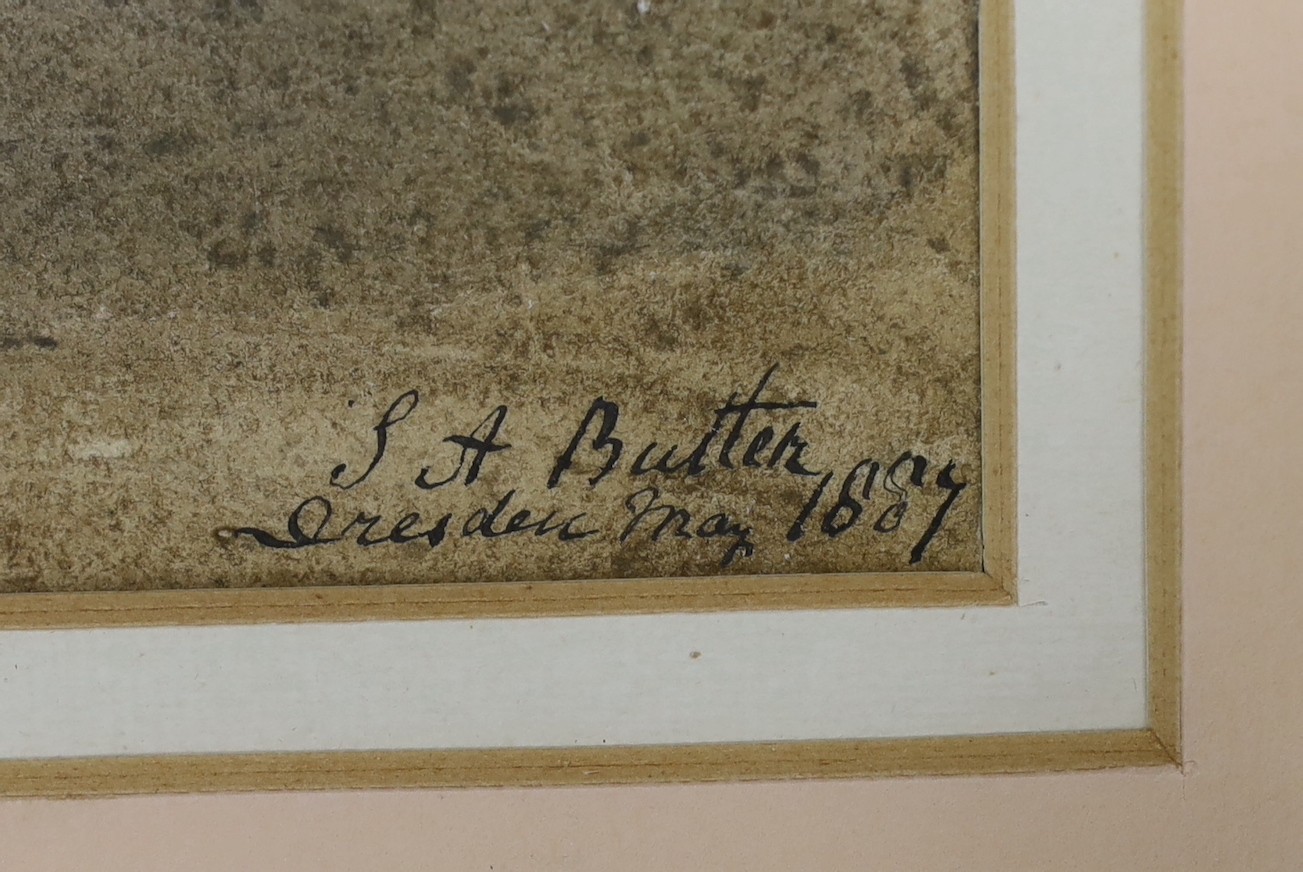 S A Butler
Dresden May 1887